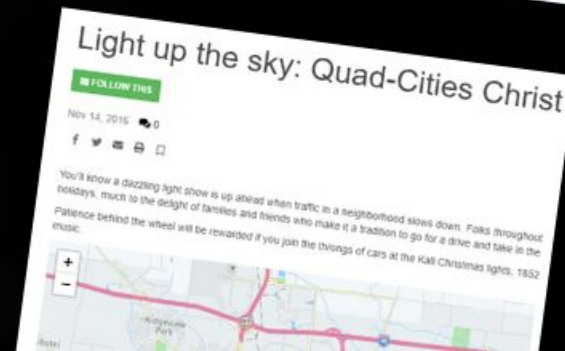 Light up the sky: Quad-Cities Christ
FOLLOW THIS
Nov 14, 2016 0
You'll know a dazzling light show is up ahead when traffic in a neighborhood slows down. Folks throughout
holidays, much to the delight of families and friends who make it a tradition to go for a drive and take in the
Patience behind the wheel will be rewarded if you join the throngs of cars at the Kali Christmas lights, 1852
music.
+
−
Ridgeview
Park